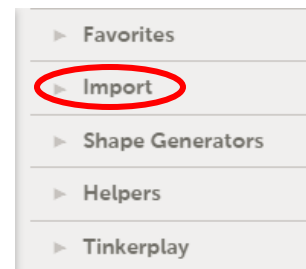 Favorites
Import
Shape Generators
Helpers
Tinkerplay